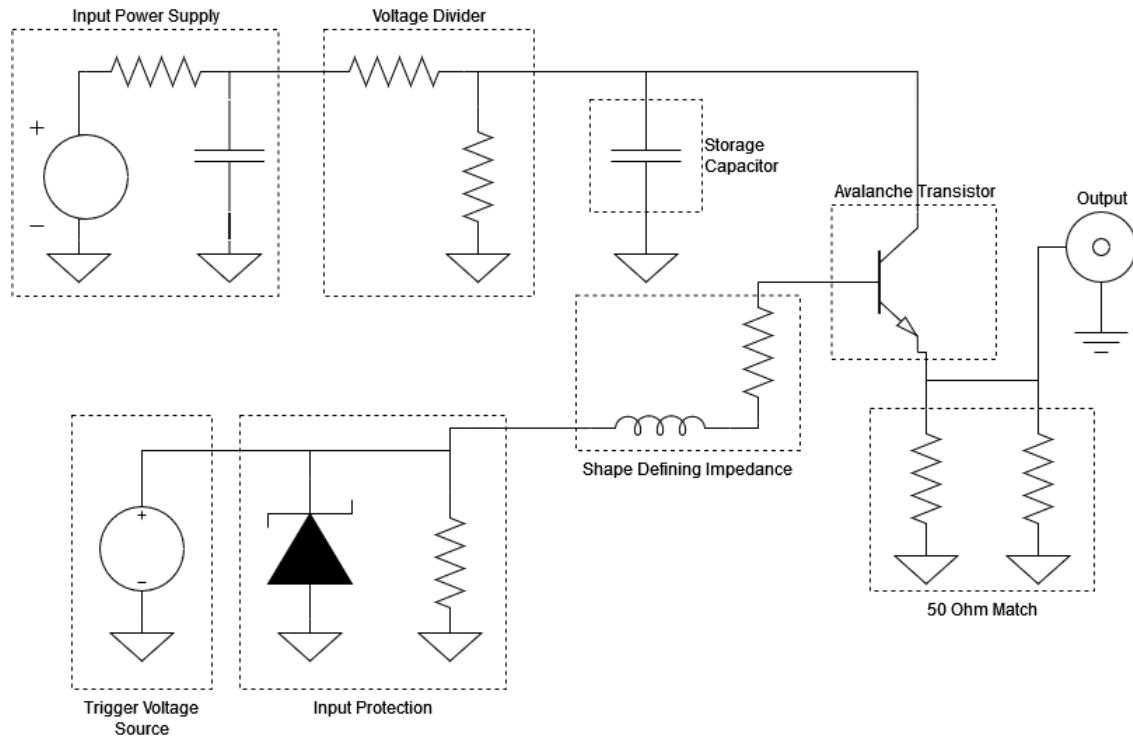 Input Power Supply
Voltage Divider
+
−
Storage
Capacitor
Avalanche Transistor
Output
Shape Defining Impedance
+
−
50 Ohm Match
Trigger Voltage
Source
Input Protection